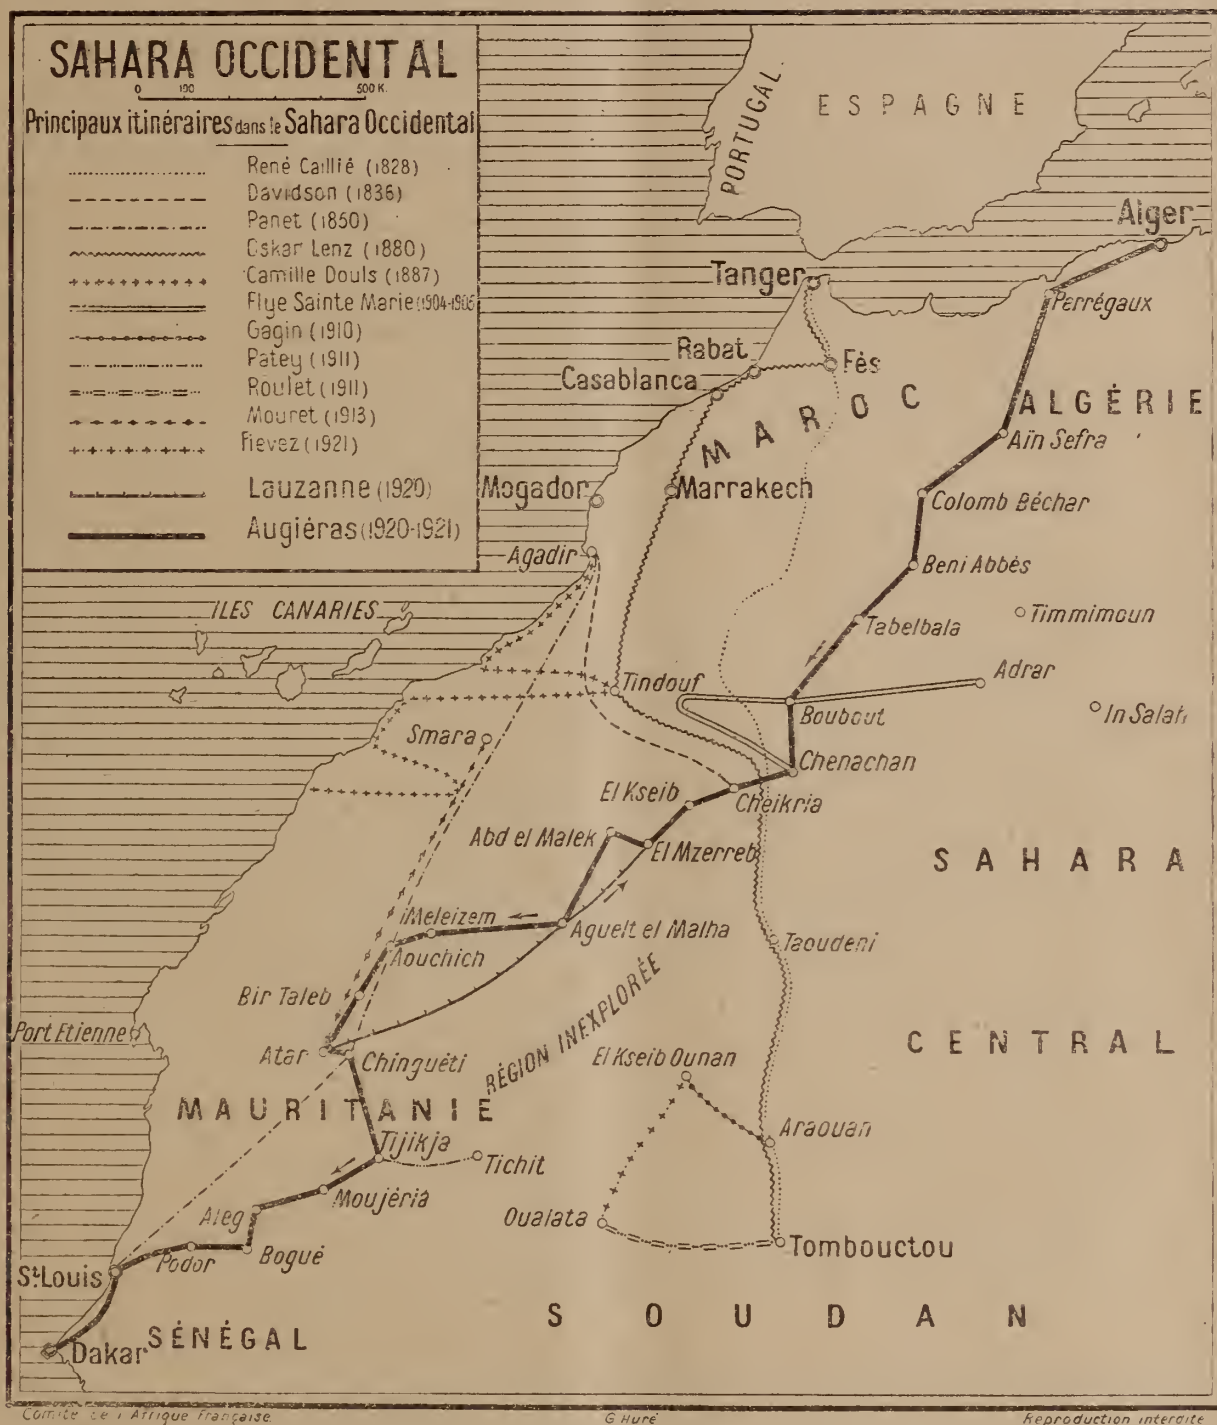 SAHARA OCCIDENTAL
0 100 500 K.
Principaux itinéraires dans le Sahara Occidental
René Caillié (1828)
Davidson (1836)
Panet (1850)
Oskar Lenz (1880)
Camille Douls (1887)
Flye Sainte Marie (1904-1905
Gagin (1910)
Patey (1911)
Roulet (1911)
Mouret (1913)
Fievez (1921)
Lauzanne (1920)
Augiéras (1920-1921)
PORTUGAL
ESPAGNE
Alger
Tanger
Perrégaux
Rabat
Fès
Casablanca
MAROC
ALGÉRIE
Aïn Sefra
Mogador
Marrakech
Colomb Béchar
Agadir
Beni Abbès
ILES CANARIES
Timmimoun
Tabelbala
Tindouf
Adrar
Boubout
In Salah
Smara
Chenachan
El Kseib
Cheikria
Abd el Malek
El Mzerreb
SAHARA
Meleizem
Aguelt el Malha
Aouchich
Taoudeni
Bir Taleb
RÉGION INEXPLORÉE
Port Etienne
CENTRAL
Atar
Chinguêti
El Kseib Ounan
MAURITANIE
Araouan
Tijikja
Tichit
Moujéria
Aleg
Oualata
Podor
Bogué
Tombouctou
St. Louis
SOUDAN
SÉNÉGAL
Dakar
Comité de l'Afrique française.
G Huré
Reproduction interdite